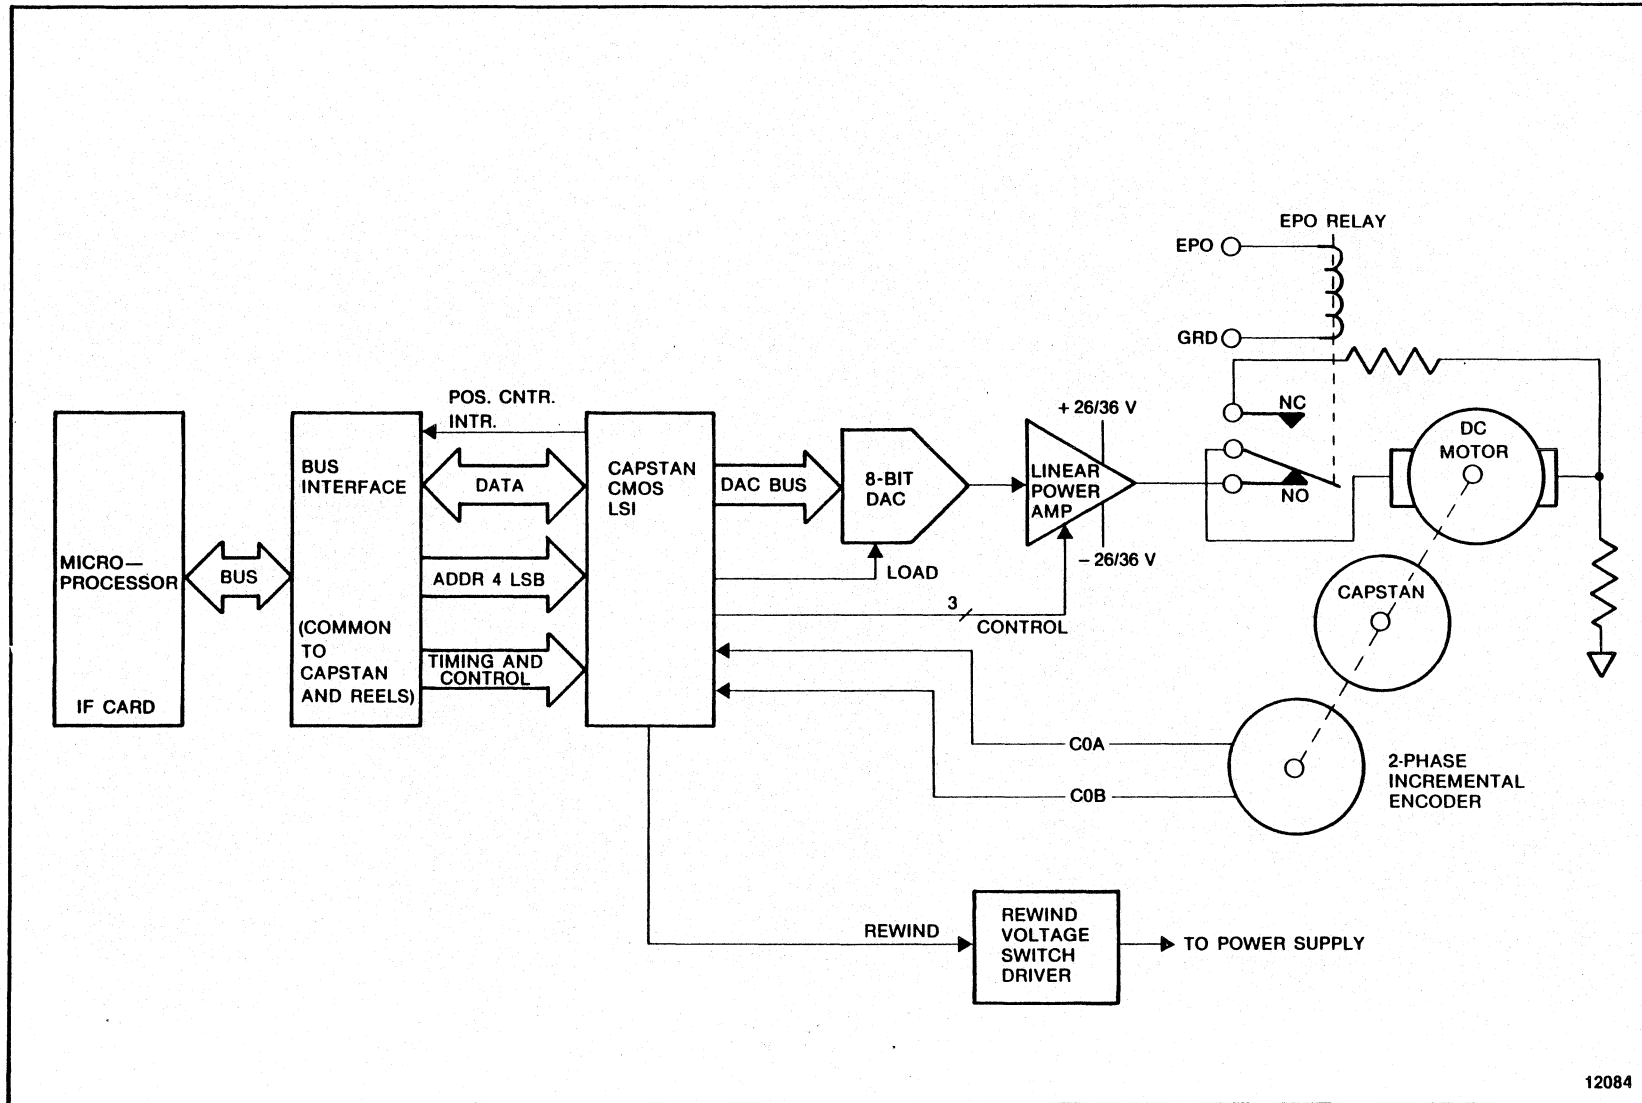 EPO RELAY
EPO
GRD
POS. CNTR.
INTR.
+ 26/36 V
NC
NO
DC
MOTOR
BUS
INTERFACE
DATA
CAPSTAN
CMOS
LSI
DAC BUS
8-BIT
DAC
LINEAR
POWER
AMP
- 26/36 V
MICRO-
PROCESSOR
BUS
ADDR 4 LSB
LOAD
CAPSTAN
3
CONTROL
(COMMON
TO
CAPSTAN
AND REELS)
TIMING AND
CONTROL
IF CARD
C0A
C0B
2-PHASE
INCREMENTAL
ENCODER
REWIND
REWIND
VOLTAGE
SWITCH
DRIVER
TO POWER SUPPLY
12084